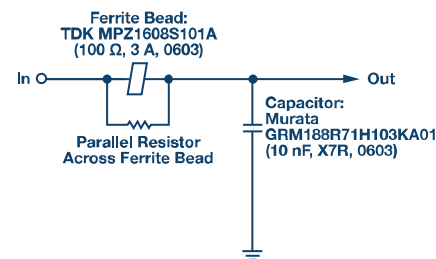 Ferrite Bead:
TDK MPZ1608S101A
(100 Ω, 3 A, 0603)
In
Out
Parallel Resistor
Across Ferrite Bead
Capacitor:
Murata
GRM188R71H103KA01
(10 nF, X7R, 0603)